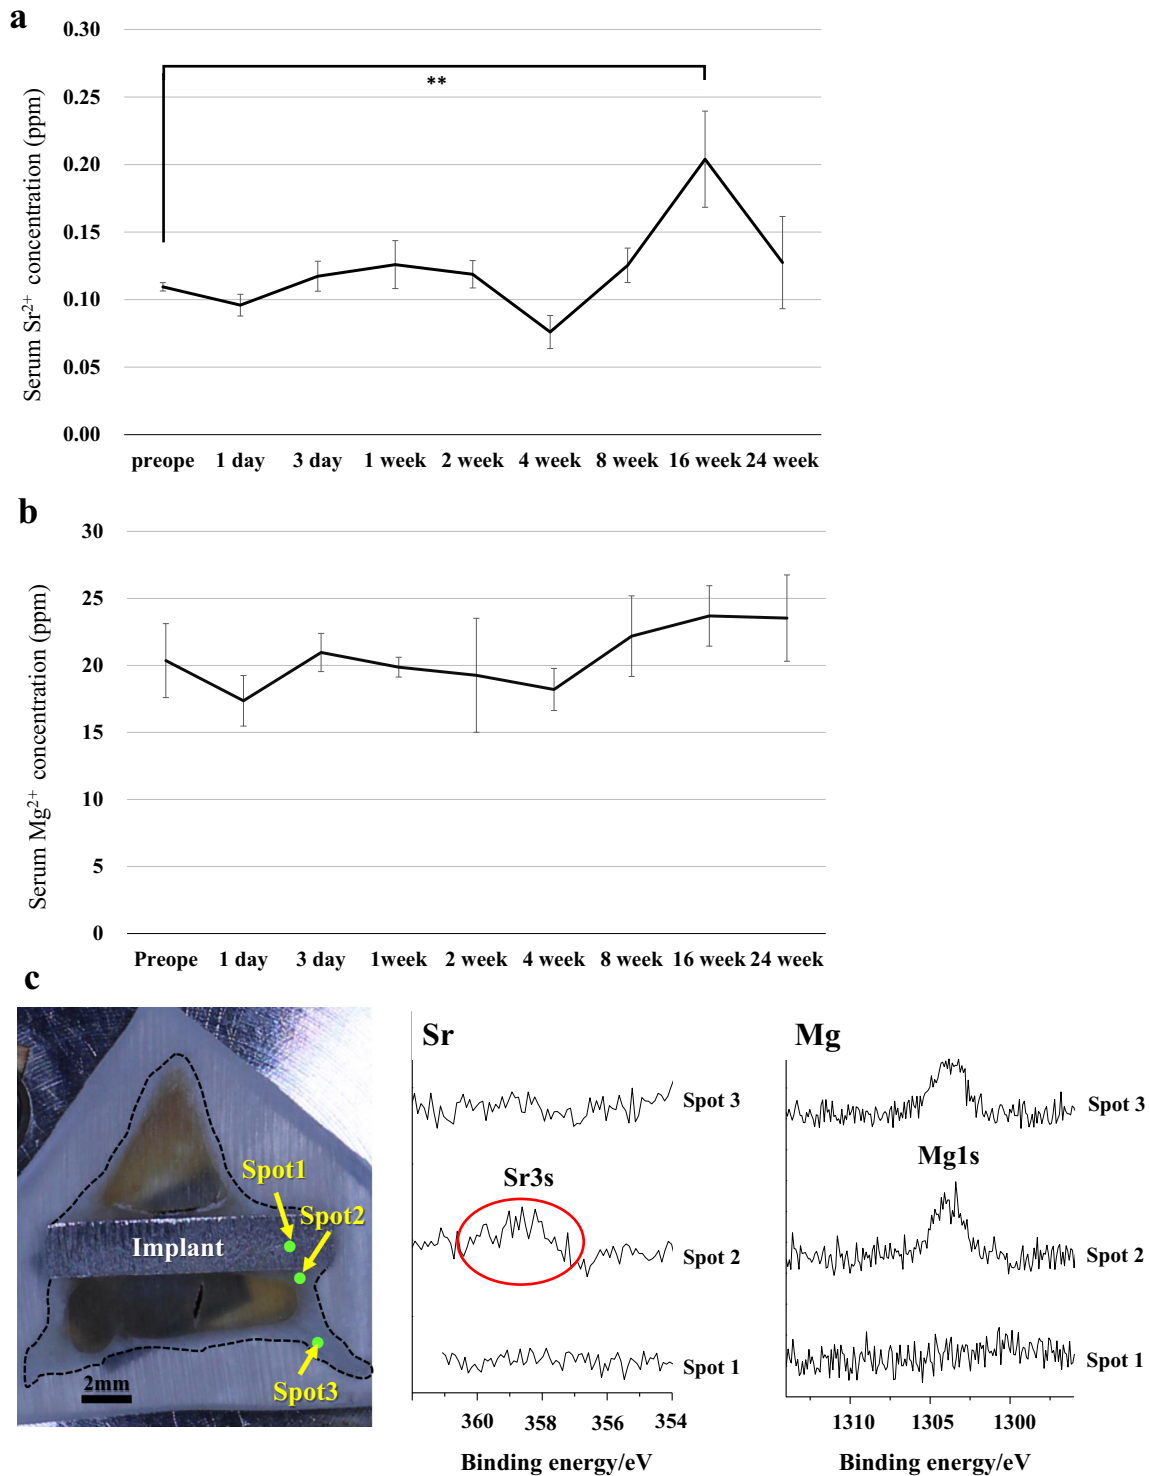 a
0.30
0.25
0.20
0.15
0.10
0.05
0.00
Serum Sr²⁺ concentration (ppm)
**
preope 1 day 3 day 1 week 2 week 4 week 8 week 16 week 24 week
b
30
25
20
15
10
5
0
Serum Mg²⁺ concentration (ppm)
Preope 1 day 3 day 1week 2 week 4 week 8 week 16 week 24 week
c
Spot1
Spot2
Implant
Spot3
2mm
Sr
Spot 3
Sr3s
Spot 2
Spot 1
360 358 356 354
Binding energy/eV
Mg
Spot 3
Mg1s
Spot 2
Spot 1
1310 1305 1300
Binding energy/eV